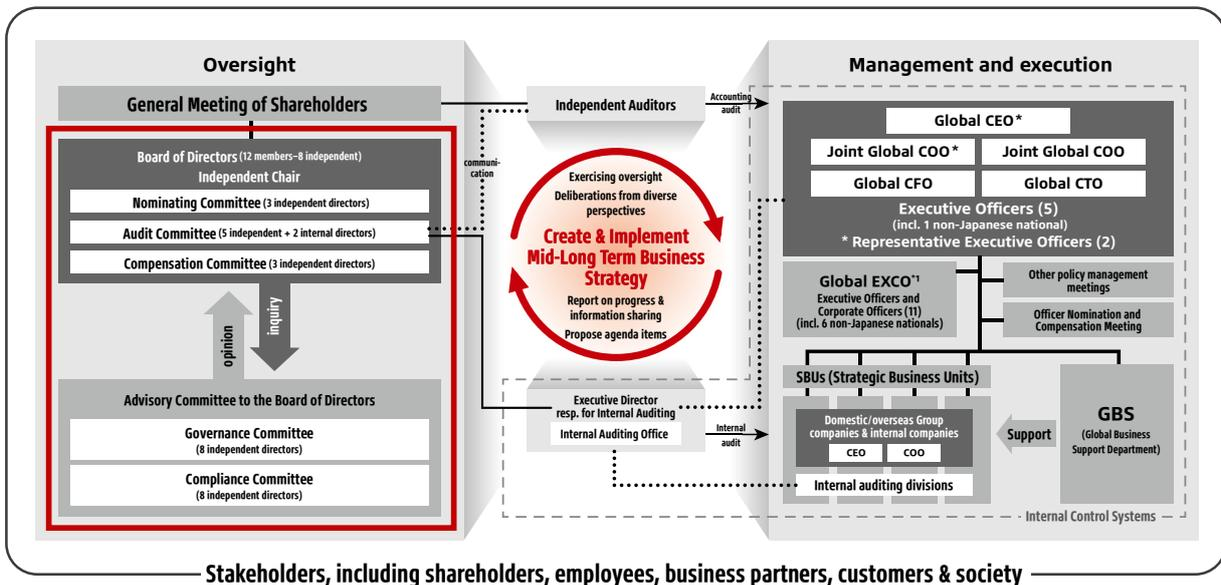 Oversight
General Meeting of Shareholders
Board of Directors (12 members–8 independent)
Independent Chair
Nominating Committee (3 independent directors)
Audit Committee (5 independent + 2 internal directors)
Compensation Committee (3 independent directors)
opinion
inquiry
Advisory Committee to the Board of Directors
Governance Committee
(8 independent directors)
Compliance Committee
(8 independent directors)
communi-
cation
Independent Auditors
Accounting
audit
Exercising oversight
Deliberations from diverse
perspectives
Create & Implement
Mid-Long Term Business
Strategy
Report on progress &
information sharing
Propose agenda items
Executive Director
resp. for Internal Auditing
Internal Auditing Office
Internal
audit
Management and execution
Global CEO*
Joint Global COO*
Joint Global COO
Global CFO
Global CTO
Executive Officers (5)
(incl. 1 non-Japanese national)
* Representative Executive Officers (2)
Global EXCO*1
Executive Officers and
Corporate Officers (11)
(incl. 6 non-Japanese nationals)
Other policy management
meetings
Officer Nomination and
Compensation Meeting
SBUs (Strategic Business Units)
Domestic/overseas Group
companies & internal companies
CEO
COO
Internal auditing divisions
Support
GBS
(Global Business
Support Department)
Internal Control Systems
Stakeholders, including shareholders, employees, business partners, customers & society